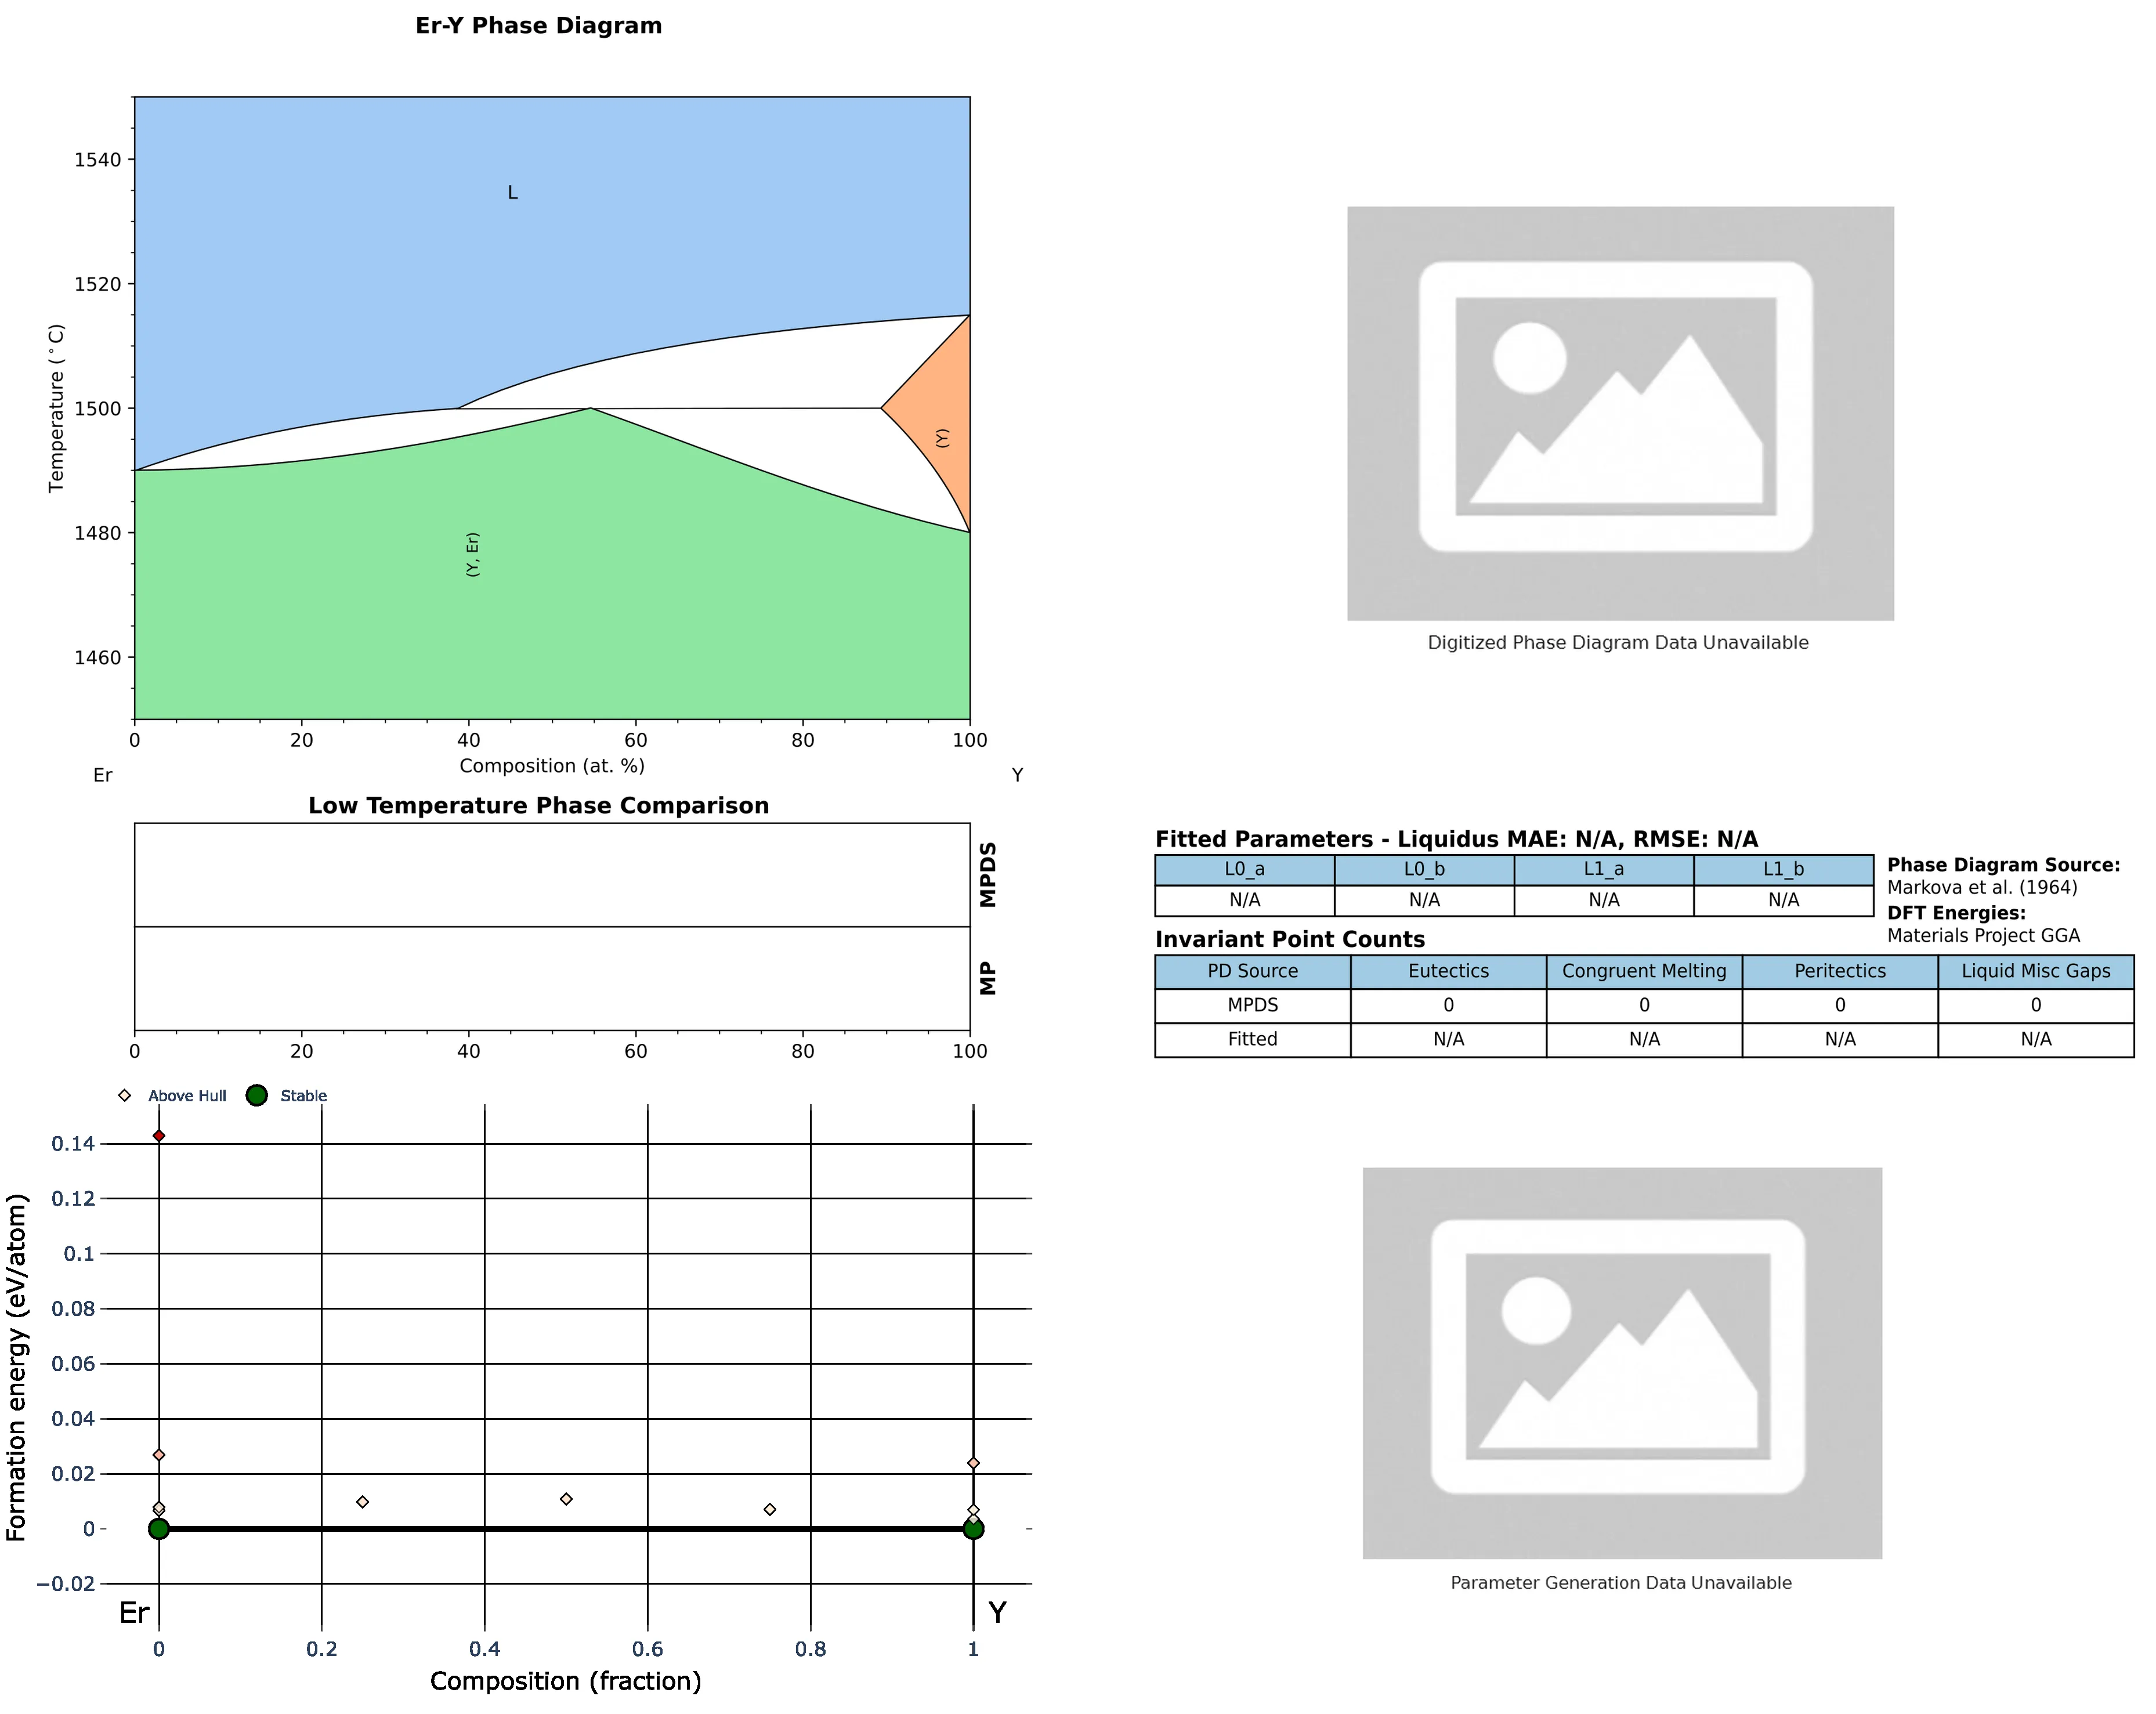 Er-Y Phase Diagram
1540
1520
1500
1480
1460
Temperature (°C)
L
(Y, Er)
(Y)
0 20 40 60 80 100
Composition (at. %)
Er Y
Digitized Phase Diagram Data Unavailable
Low Temperature Phase Comparison
MPDS
MP
0 20 40 60 80 100
Fitted Parameters - Liquidus MAE: N/A, RMSE: N/A
L0_a L0_b L1_a L1_b
N/A N/A N/A N/A
Phase Diagram Source:
Markova et al. (1964)
DFT Energies:
Materials Project GGA
Invariant Point Counts
PD Source Eutectics Congruent Melting Peritectics Liquid Misc Gaps
MPDS 0 0 0 0
Fitted N/A N/A N/A N/A
Above Hull Stable
0.14
0.12
0.1
0.08
0.06
0.04
0.02
0
−0.02
Formation energy (eV/atom)
Er Y
0 0.2 0.4 0.6 0.8 1
Composition (fraction)
Parameter Generation Data Unavailable